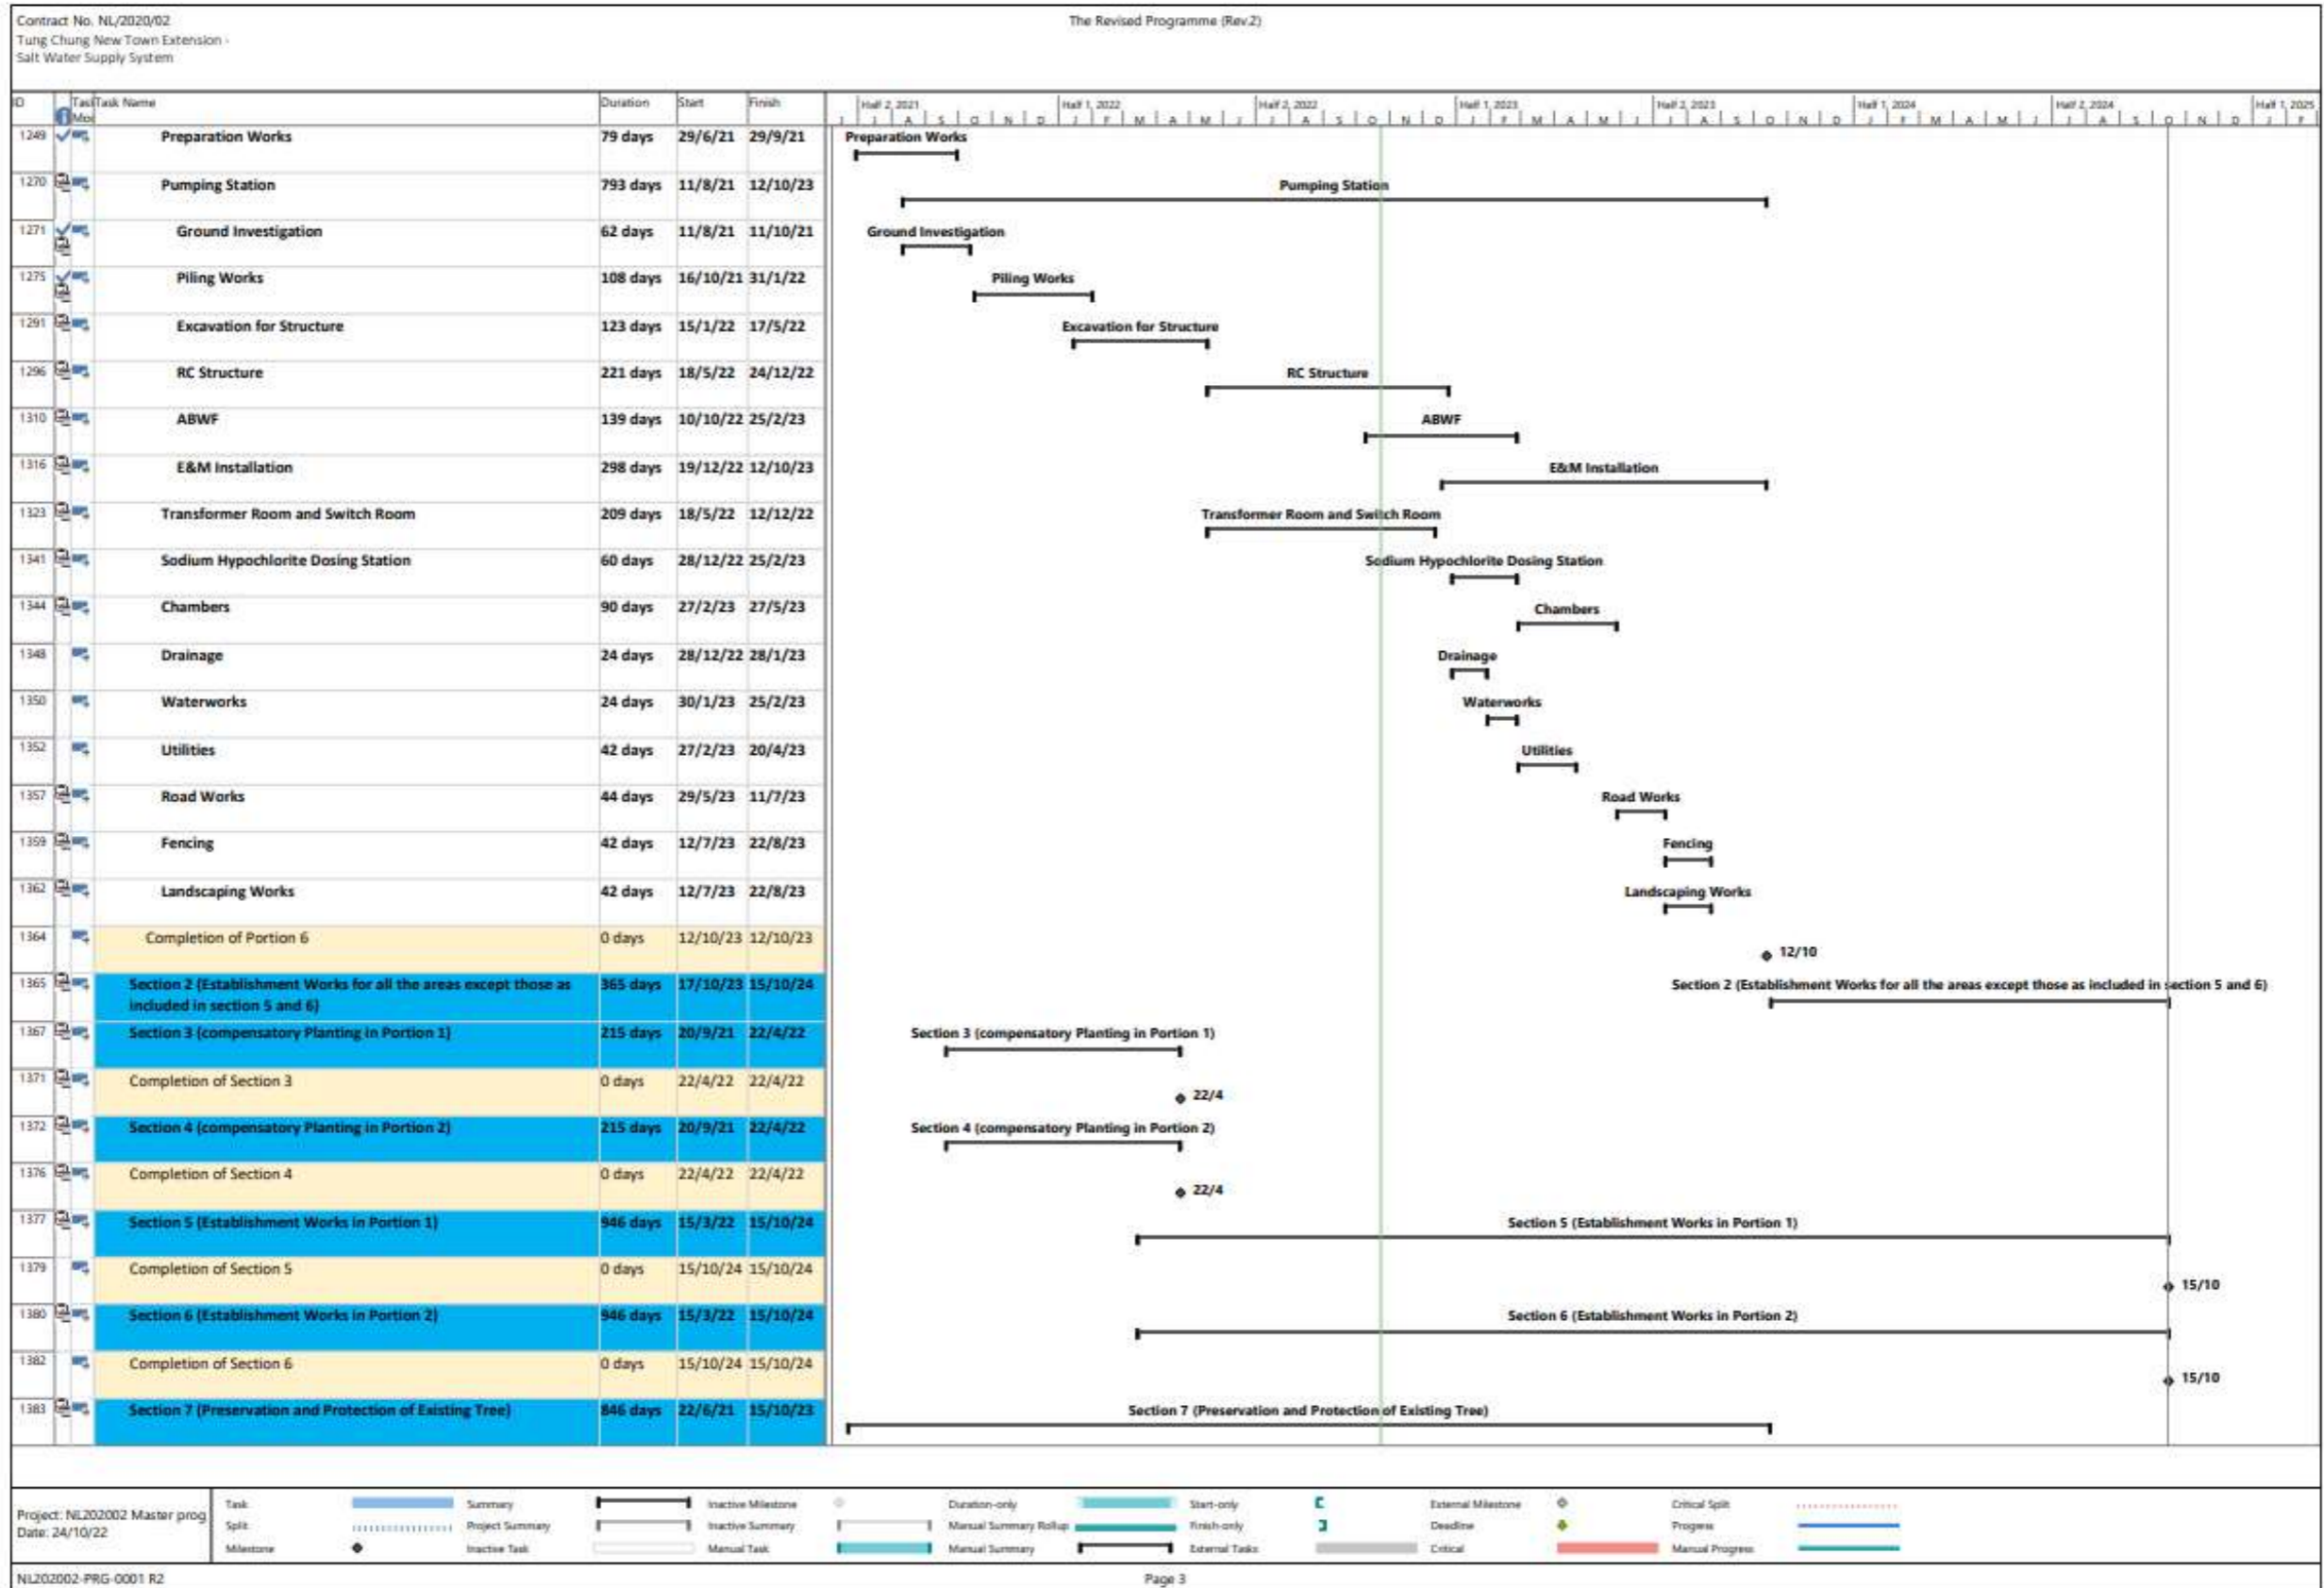 Contract No. NL/2020/02
Tung Chung New Town Extension -
Salt Water Supply System
The Revised Programme (Rev.2)
ID Task Mod Task Name Duration Start Finish
Half 2, 2021 Half 1, 2022 Half 2, 2022 Half 1, 2023 Half 2, 2023 Half 1, 2024 Half 2, 2024 Half 1, 2025
J J A S O N D J F M A M J J A S O N D J F M A M J J A S O N D J F M A M J J A S O N D J F
1249 Preparation Works 79 days 29/6/21 29/9/21 Preparation Works
1270 Pumping Station 793 days 11/8/21 12/10/23 Pumping Station
1271 Ground Investigation 62 days 11/8/21 11/10/21 Ground Investigation
1275 Piling Works 108 days 16/10/21 31/1/22 Piling Works
1291 Excavation for Structure 123 days 15/1/22 17/5/22 Excavation for Structure
1296 RC Structure 221 days 18/5/22 24/12/22 RC Structure
1310 ABWF 139 days 10/10/22 25/2/23 ABWF
1316 E&M Installation 298 days 19/12/22 12/10/23 E&M Installation
1323 Transformer Room and Switch Room 209 days 18/5/22 12/12/22 Transformer Room and Switch Room
1341 Sodium Hypochlorite Dosing Station 60 days 28/12/22 25/2/23 Sodium Hypochlorite Dosing Station
1344 Chambers 90 days 27/2/23 27/5/23 Chambers
1348 Drainage 24 days 28/12/22 28/1/23 Drainage
1350 Waterworks 24 days 30/1/23 25/2/23 Waterworks
1352 Utilities 42 days 27/2/23 20/4/23 Utilities
1357 Road Works 44 days 29/5/23 11/7/23 Road Works
1359 Fencing 42 days 12/7/23 22/8/23 Fencing
1362 Landscaping Works 42 days 12/7/23 22/8/23 Landscaping Works
1364 Completion of Portion 6 0 days 12/10/23 12/10/23 12/10
1365 Section 2 (Establishment Works for all the areas except those as 365 days 17/10/23 15/10/24 Section 2 (Establishment Works for all the areas except those as included in section 5 and 6)
included in section 5 and 6)
1367 Section 3 (compensatory Planting in Portion 1) 215 days 20/9/21 22/4/22 Section 3 (compensatory Planting in Portion 1)
1371 Completion of Section 3 0 days 22/4/22 22/4/22 22/4
1372 Section 4 (compensatory Planting in Portion 2) 215 days 20/9/21 22/4/22 Section 4 (compensatory Planting in Portion 2)
1376 Completion of Section 4 0 days 22/4/22 22/4/22 22/4
1377 Section 5 (Establishment Works in Portion 1) 946 days 15/3/22 15/10/24 Section 5 (Establishment Works in Portion 1)
1379 Completion of Section 5 0 days 15/10/24 15/10/24 15/10
1380 Section 6 (Establishment Works in Portion 2) 946 days 15/3/22 15/10/24 Section 6 (Establishment Works in Portion 2)
1382 Completion of Section 6 0 days 15/10/24 15/10/24 15/10
1383 Section 7 (Preservation and Protection of Existing Tree) 846 days 22/6/21 15/10/23 Section 7 (Preservation and Protection of Existing Tree)
Project: NL202002 Master prog
Date: 24/10/22
Task Summary Inactive Milestone Duration-only Start-only External Milestone Critical Split
Split Project Summary Inactive Summary Manual Summary Rollup Finish-only Deadline Progress
Milestone Inactive Task Manual Task Manual Summary External Tasks Critical Manual Progress
NL202002-PRG-0001 R2
Page 3